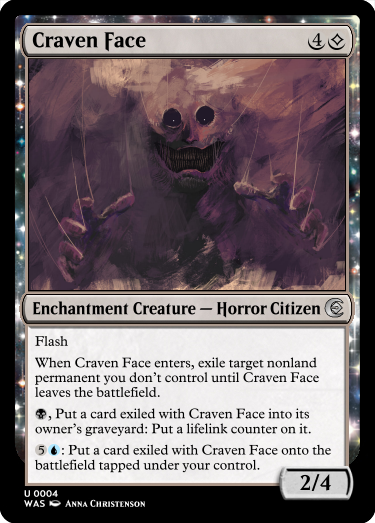 Craven Face 4
Enchantment Creature — Horror Citizen
Flash
When Craven Face enters, exile target nonland
permanent you don't control until Craven Face
leaves the battlefield.
, Put a card exiled with Craven Face into its
owner's graveyard: Put a lifelink counter on it.
5 : Put a card exiled with Craven Face onto the
battlefield tapped under your control.
2/4
U 0004
WAS Anna Christenson